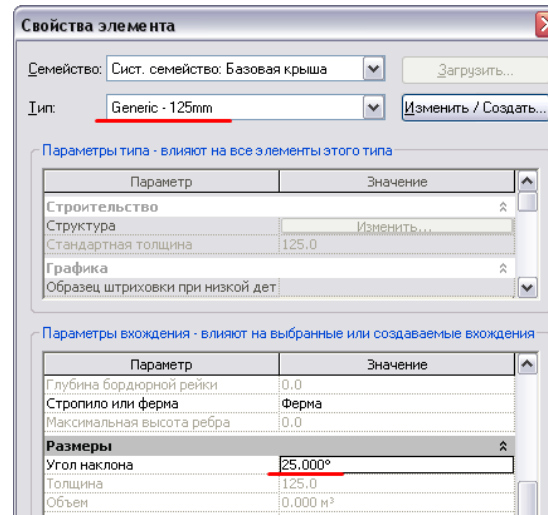 Свойства элемента
Семейство: Сист. семейство: Базовая крыша Загрузить...
Тип: Generic - 125mm Изменить / Создать...
Параметры типа - влияют на все элементы этого типа
Параметр Значение
Строительство
Структура Изменить...
Стандартная толщина 125.0
Графика
Образец штриховки при низкой дет
Параметры вхождения - влияют на выбранные или создаваемые вхождения
Параметр Значение
Глубина бордюрной рейки 0.0
Стропило или ферма Ферма
Максимальная высота ребра 0.0
Размеры
Угол наклона 25.000°
Толщина 125.0
Объем 0.000 м³